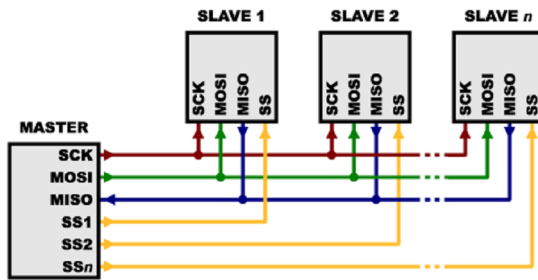 SLAVE 1 SLAVE 2 SLAVE n
SCK MOSI MISO SS SCK MOSI MISO SS SCK MOSI MISO SS
MASTER
SCK
MOSI
MISO
SS1
SS2
SSn